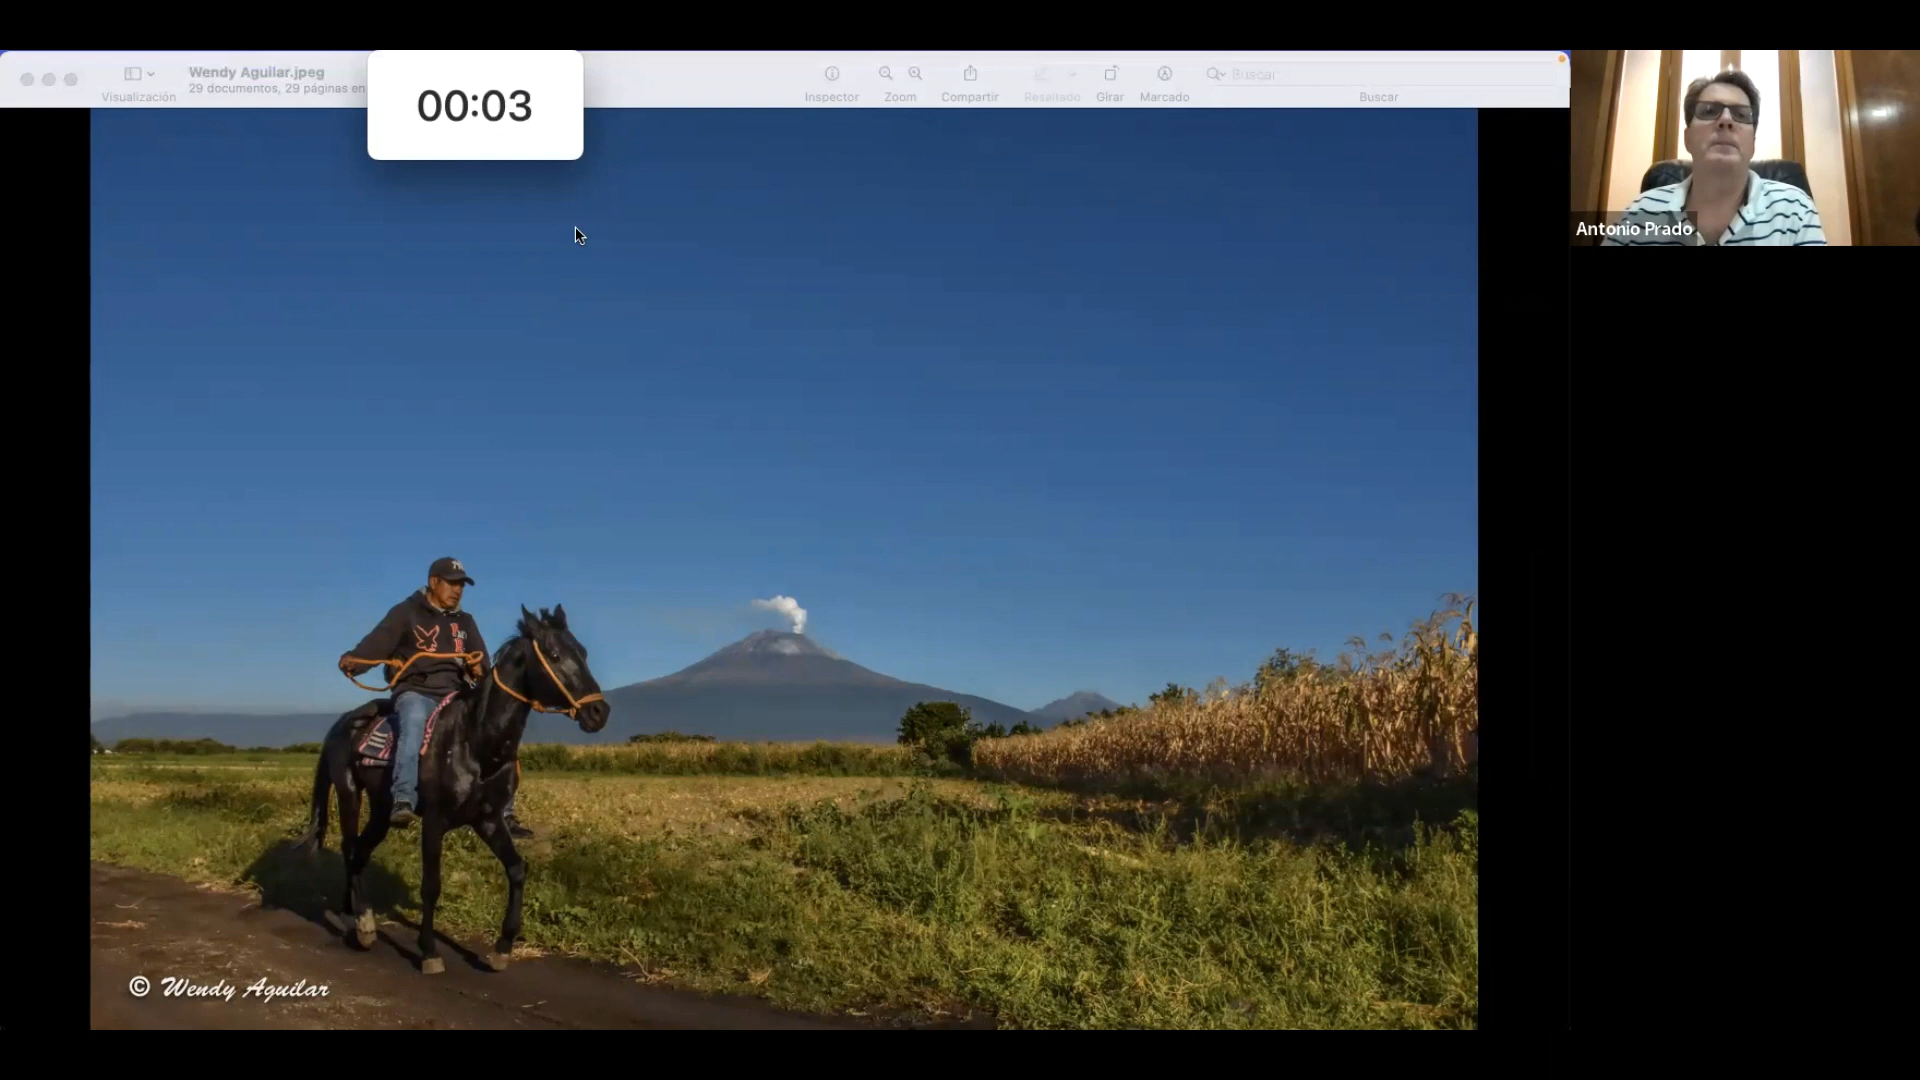 Wendy Aguilar.jpeg
29 documentos, 29 páginas en
Visualización
00:03
Inspector
Zoom
Compartir
Resaltado
Girar
Marcado
Buscar
Buscar
Antonio Prado
© Wendy Aguilar